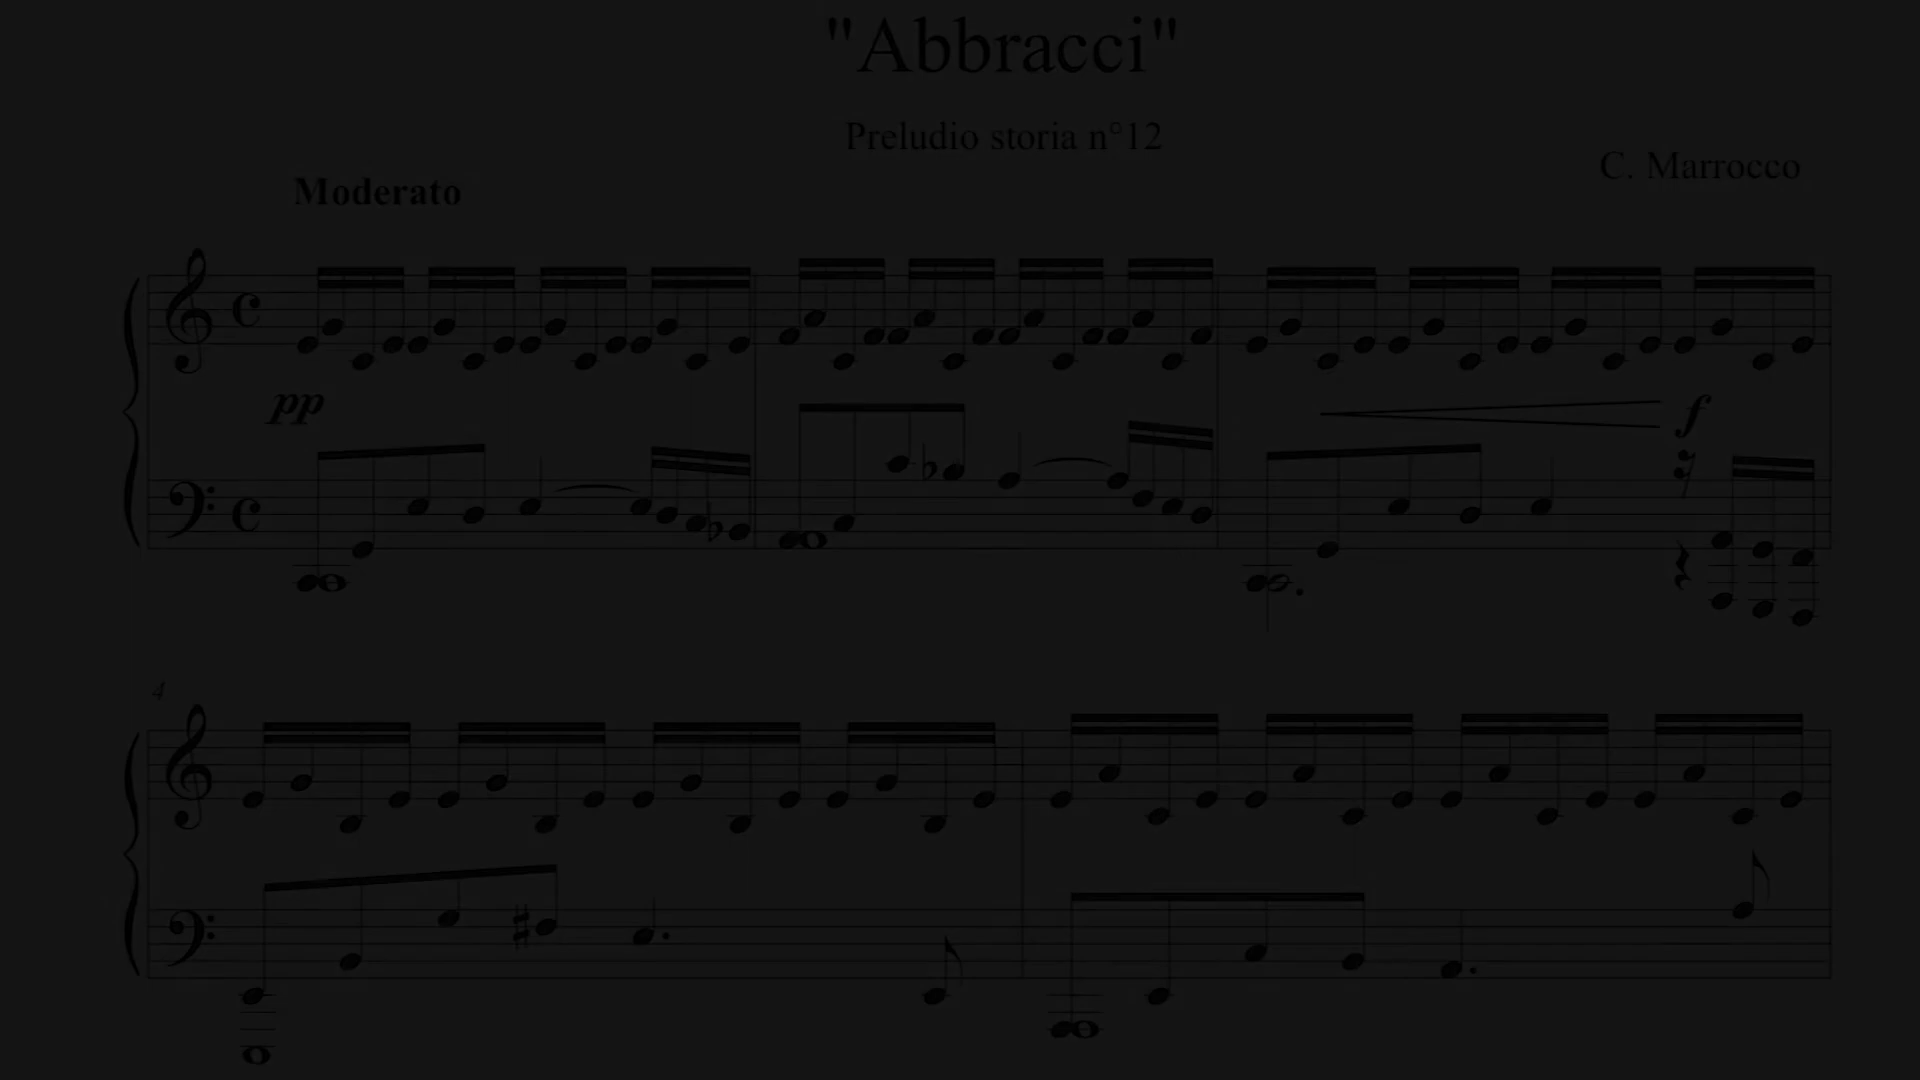 "Abbracci"
Preludio storia n°12
C. Marrocco
Moderato
pp
f
4